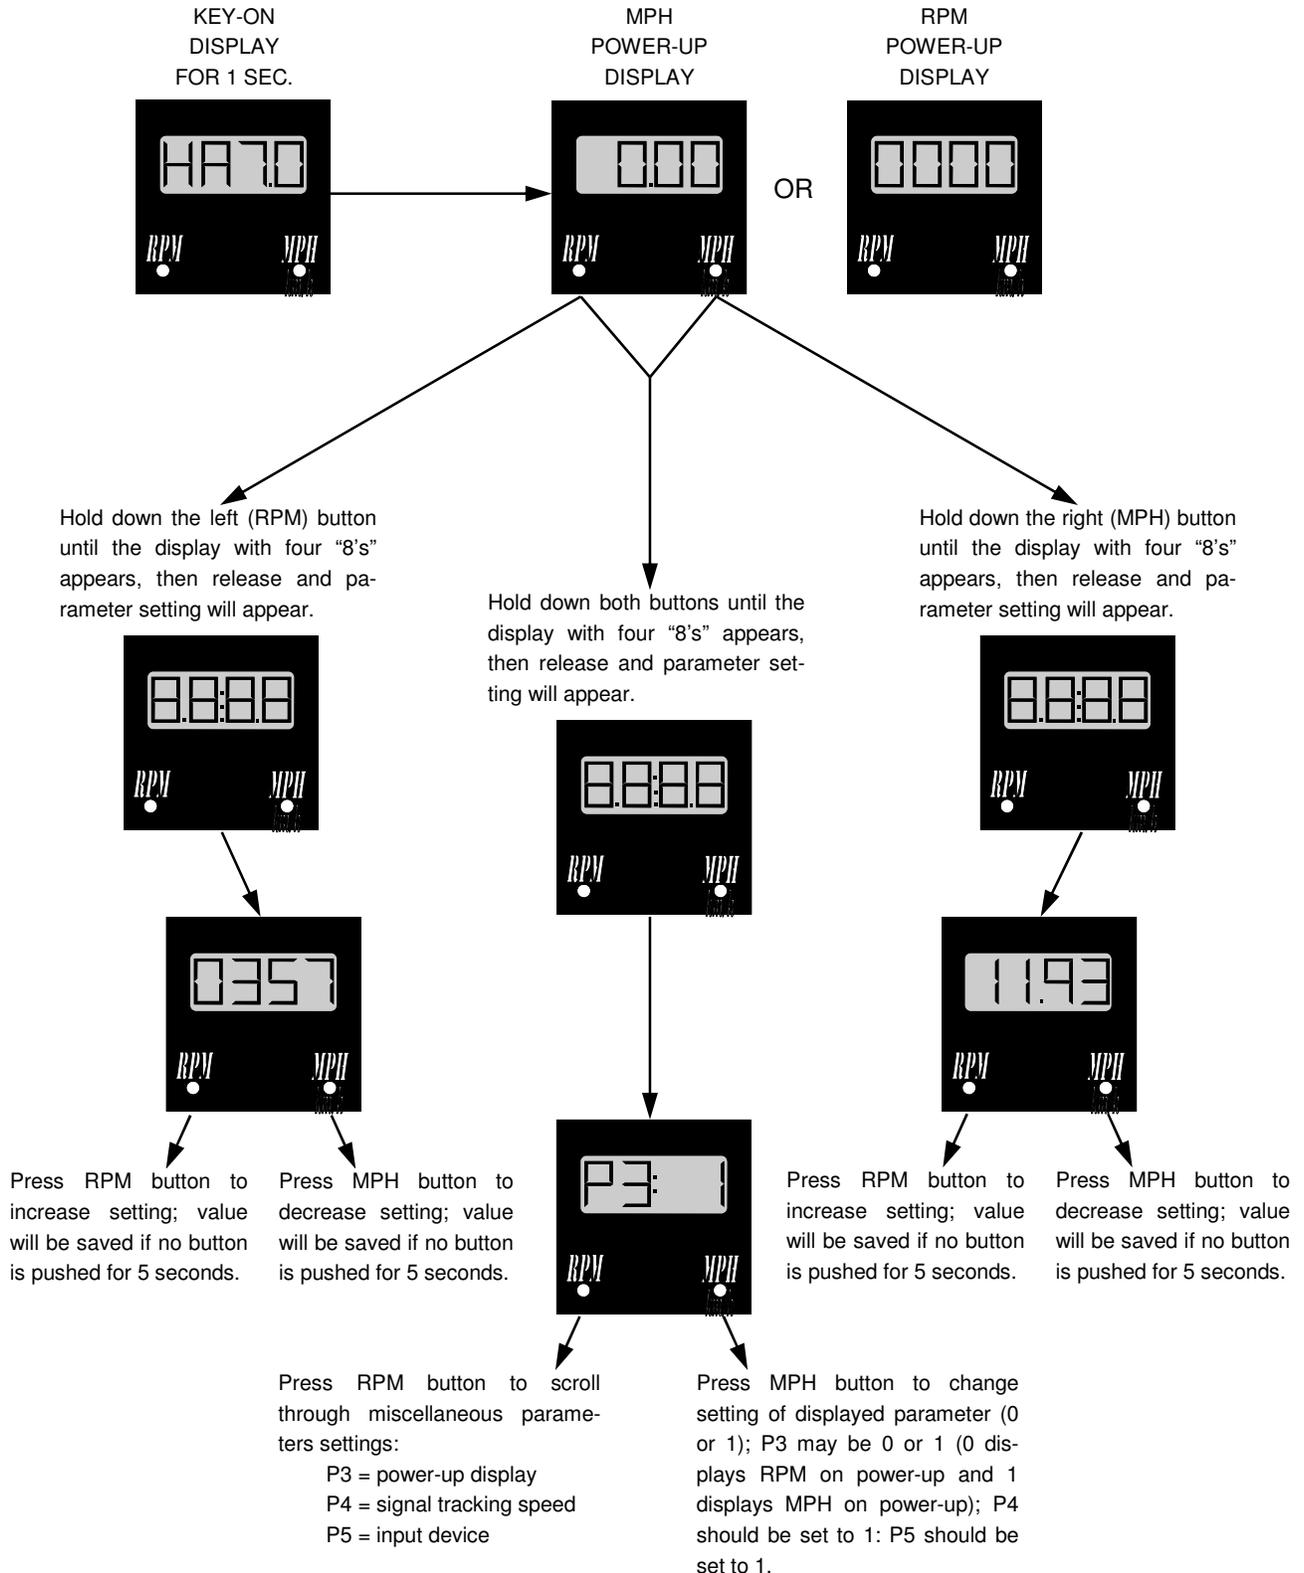 KEY-ON
DISPLAY
FOR 1 SEC.
MPH
POWER-UP
DISPLAY
RPM
POWER-UP
DISPLAY
HA7.0
RPM
MPH
0.00
RPM
MPH
OR
0000
RPM
MPH
Hold down the left (RPM) button
until the display with four “8’s”
appears, then release and pa-
rameter setting will appear.
Hold down both buttons until the
display with four “8’s” appears,
then release and parameter set-
ting will appear.
Hold down the right (MPH) button
until the display with four “8’s”
appears, then release and pa-
rameter setting will appear.
8.8:8.8
RPM
MPH
8.8:8.8
RPM
MPH
8.8:8.8
RPM
MPH
0357
RPM
MPH
11.93
RPM
MPH
Press RPM button to
increase setting; value
will be saved if no button
is pushed for 5 seconds.
Press MPH button to
decrease setting; value
will be saved if no button
is pushed for 5 seconds.
P3: 1
RPM
MPH
Press RPM button to
increase setting; value
will be saved if no button
is pushed for 5 seconds.
Press MPH button to
decrease setting; value
will be saved if no button
is pushed for 5 seconds.
Press RPM button to scroll
through miscellaneous parame-
ters settings:
P3 = power-up display
P4 = signal tracking speed
P5 = input device
Press MPH button to change
setting of displayed parameter (0
or 1); P3 may be 0 or 1 (0 dis-
plays RPM on power-up and 1
displays MPH on power-up); P4
should be set to 1: P5 should be
set to 1.